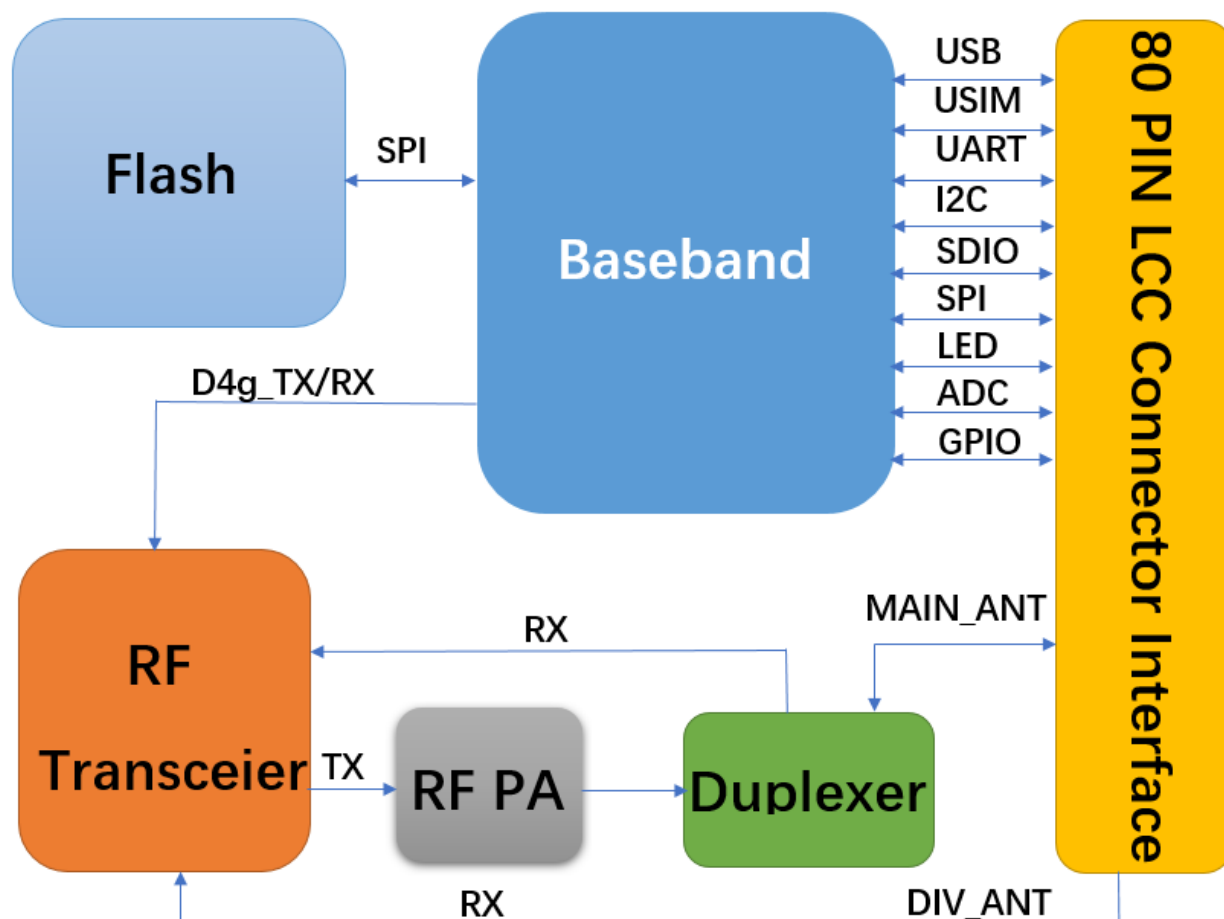 Flash
SPI
Baseband
USB
USIM
UART
I2C
SDIO
SPI
LED
ADC
GPIO
80 PIN LCC Connector Interface
D4g_TX/RX
RF
Transceier
RX
TX
RF PA
Duplexer
MAIN_ANT
RX
DIV_ANT